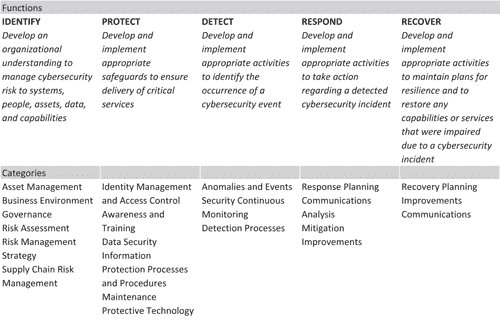 Functions
IDENTIFY
Develop an
organizational
understanding to
manage cybersecurity
risk to systems,
people, assets, data,
and capabilities
PROTECT
Develop and
implement
appropriate
safeguards to ensure
delivery of critical
services
DETECT
Develop and
implement
appropriate activities
to identify the
occurrence of a
cybersecurity event
RESPOND
Develop and
implement
appropriate activities
to take action
regarding a detected
cybersecurity incident
RECOVER
Develop and
implement
appropriate activities
to maintain plans for
resilience and to
restore any
capabilities or services
that were impaired
due to a cybersecurity
incident
Categories
Asset Management
Business Environment
Governance
Risk Assessment
Risk Management
Strategy
Supply Chain Risk
Management
Identity Management
and Access Control
Awareness and
Training
Data Security
Information
Protection Processes
and Procedures
Maintenance
Protective Technology
Anomalies and Events
Security Continuous
Monitoring
Detection Processes
Response Planning
Communications
Analysis
Mitigation
Improvements
Recovery Planning
Improvements
Communications